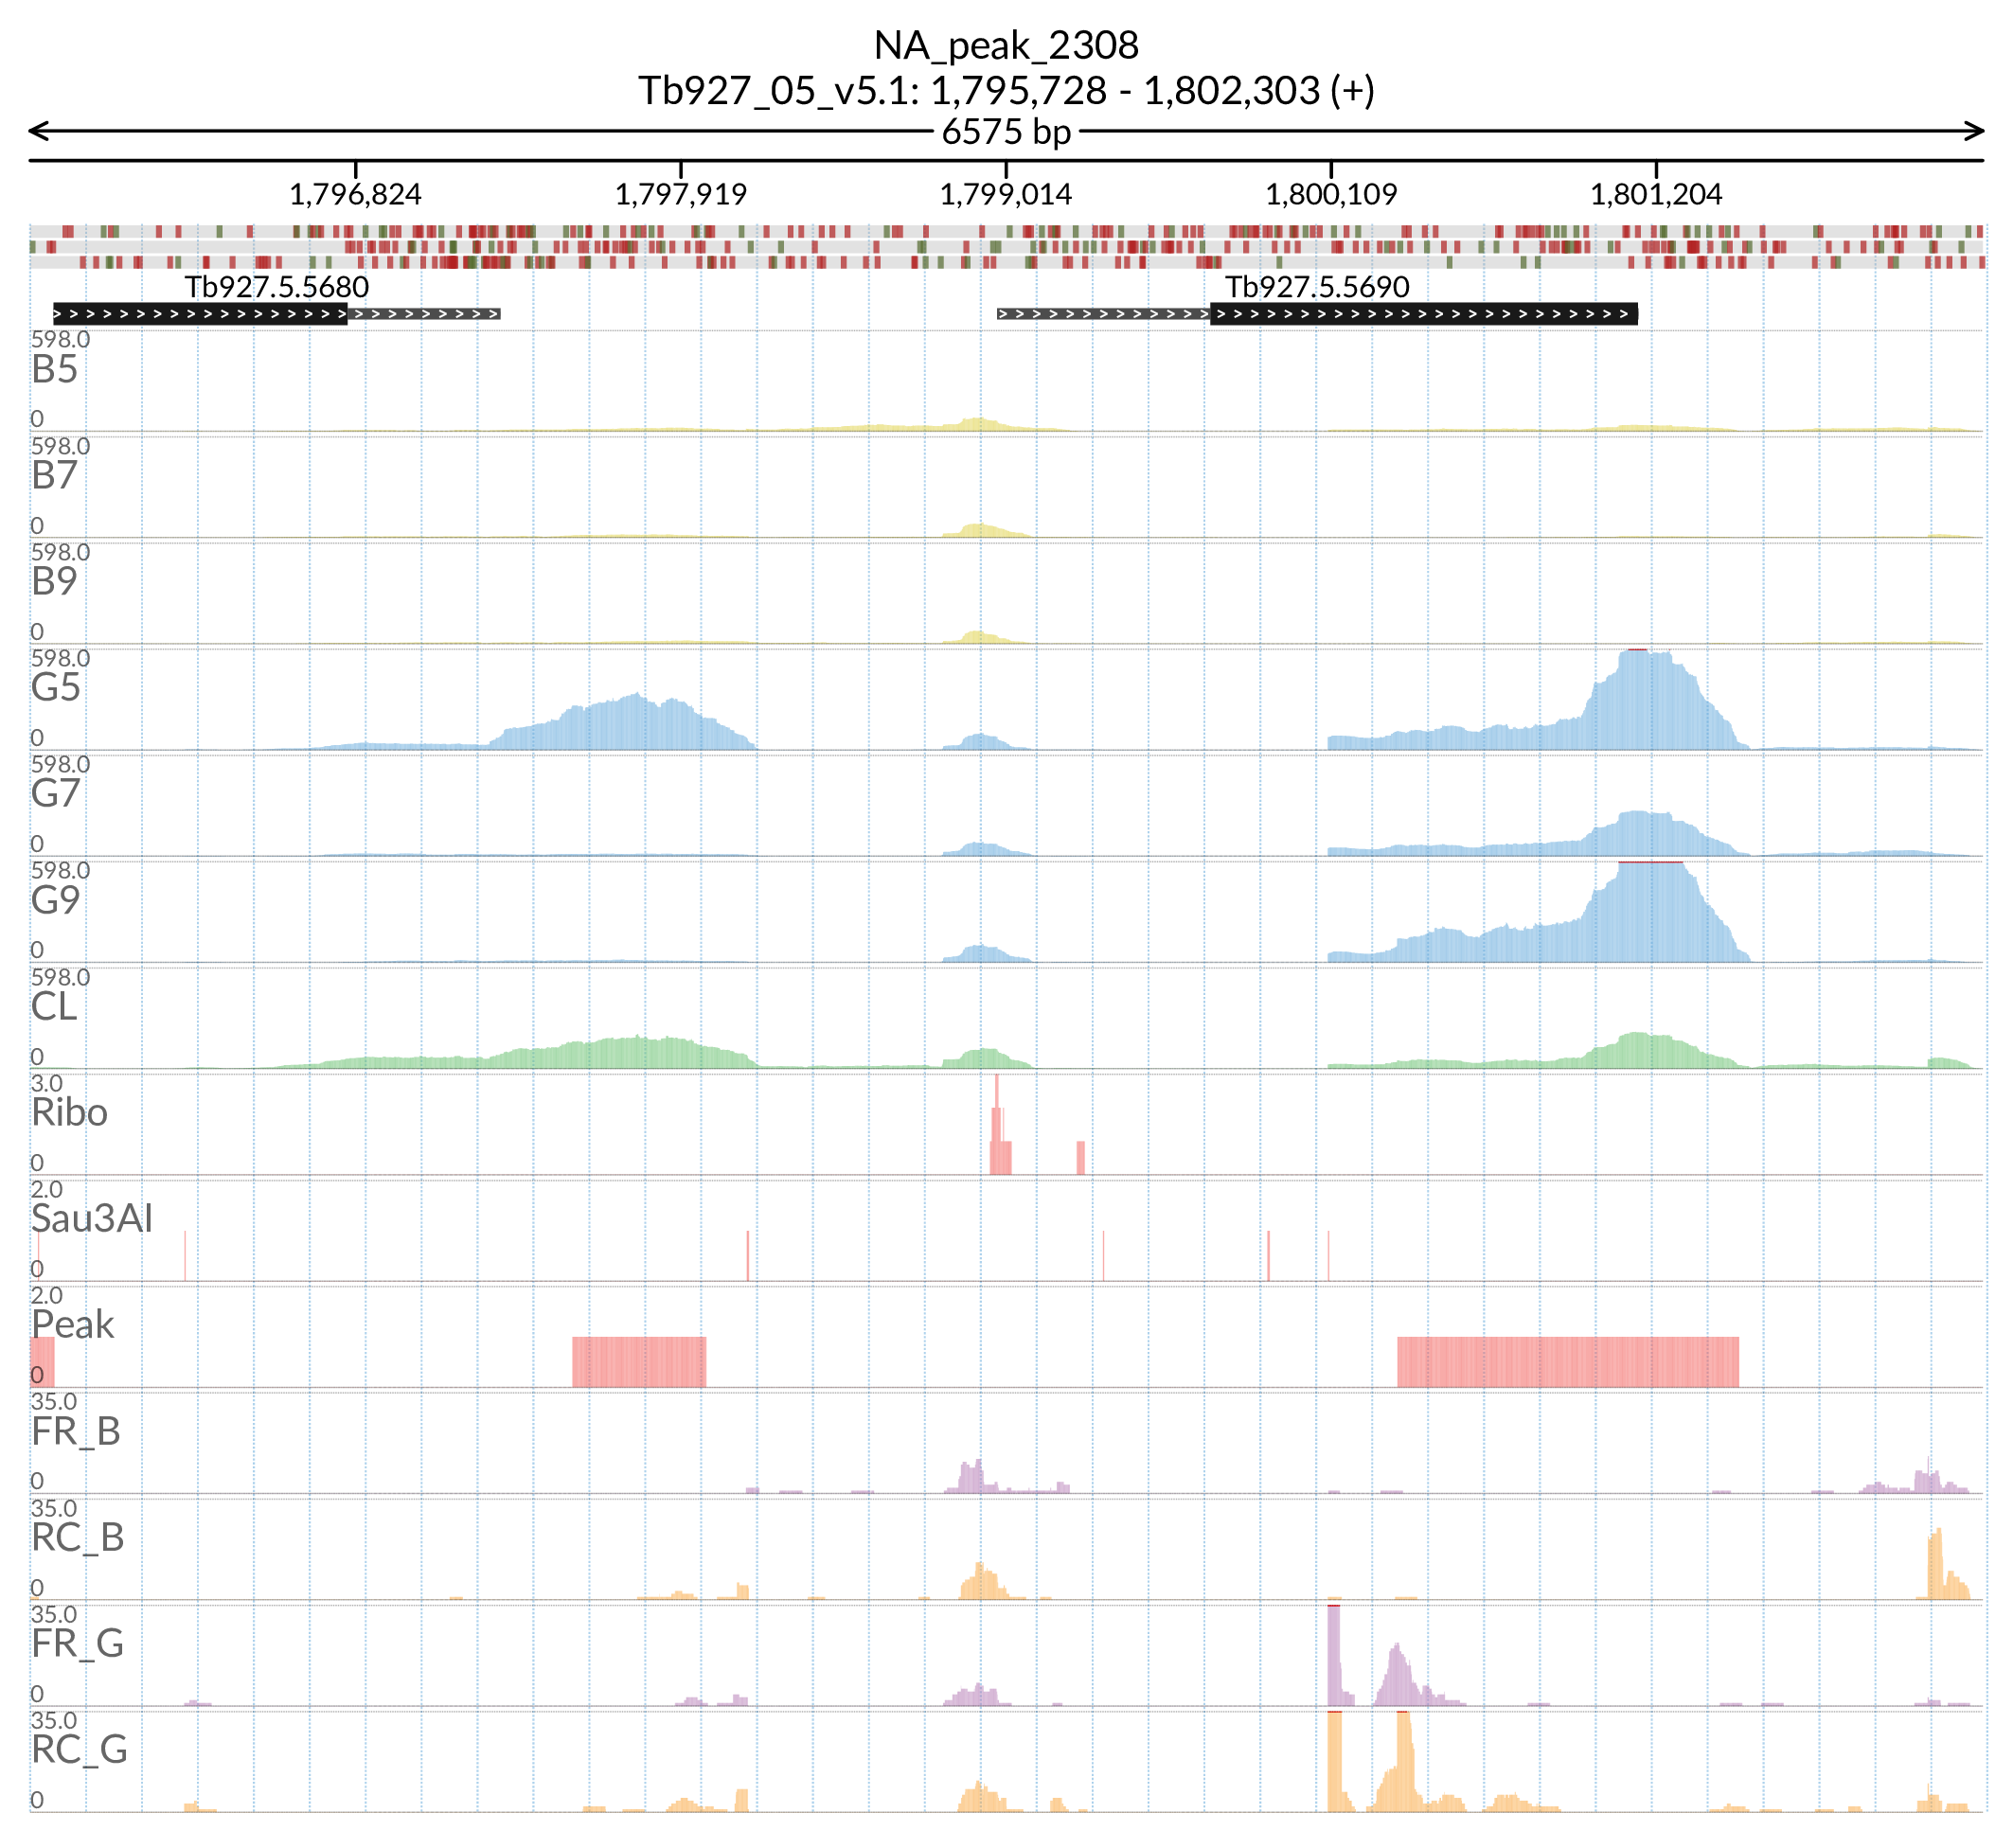 NA_peak_2308
Tb927_05_v5.1: 1,795,728 - 1,802,303 (+)
6575 bp
1,796,824 1,797,919 1,799,014 1,800,109 1,801,204
Tb927.5.5680 Tb927.5.5690
598.0
B5
0
598.0
B7
0
598.0
B9
0
598.0
G5
0
598.0
G7
0
598.0
G9
0
598.0
CL
0
3.0
Ribo
0
2.0
Sau3AI
0
2.0
Peak
0
35.0
FR_B
0
35.0
RC_B
0
35.0
FR_G
0
35.0
RC_G
0